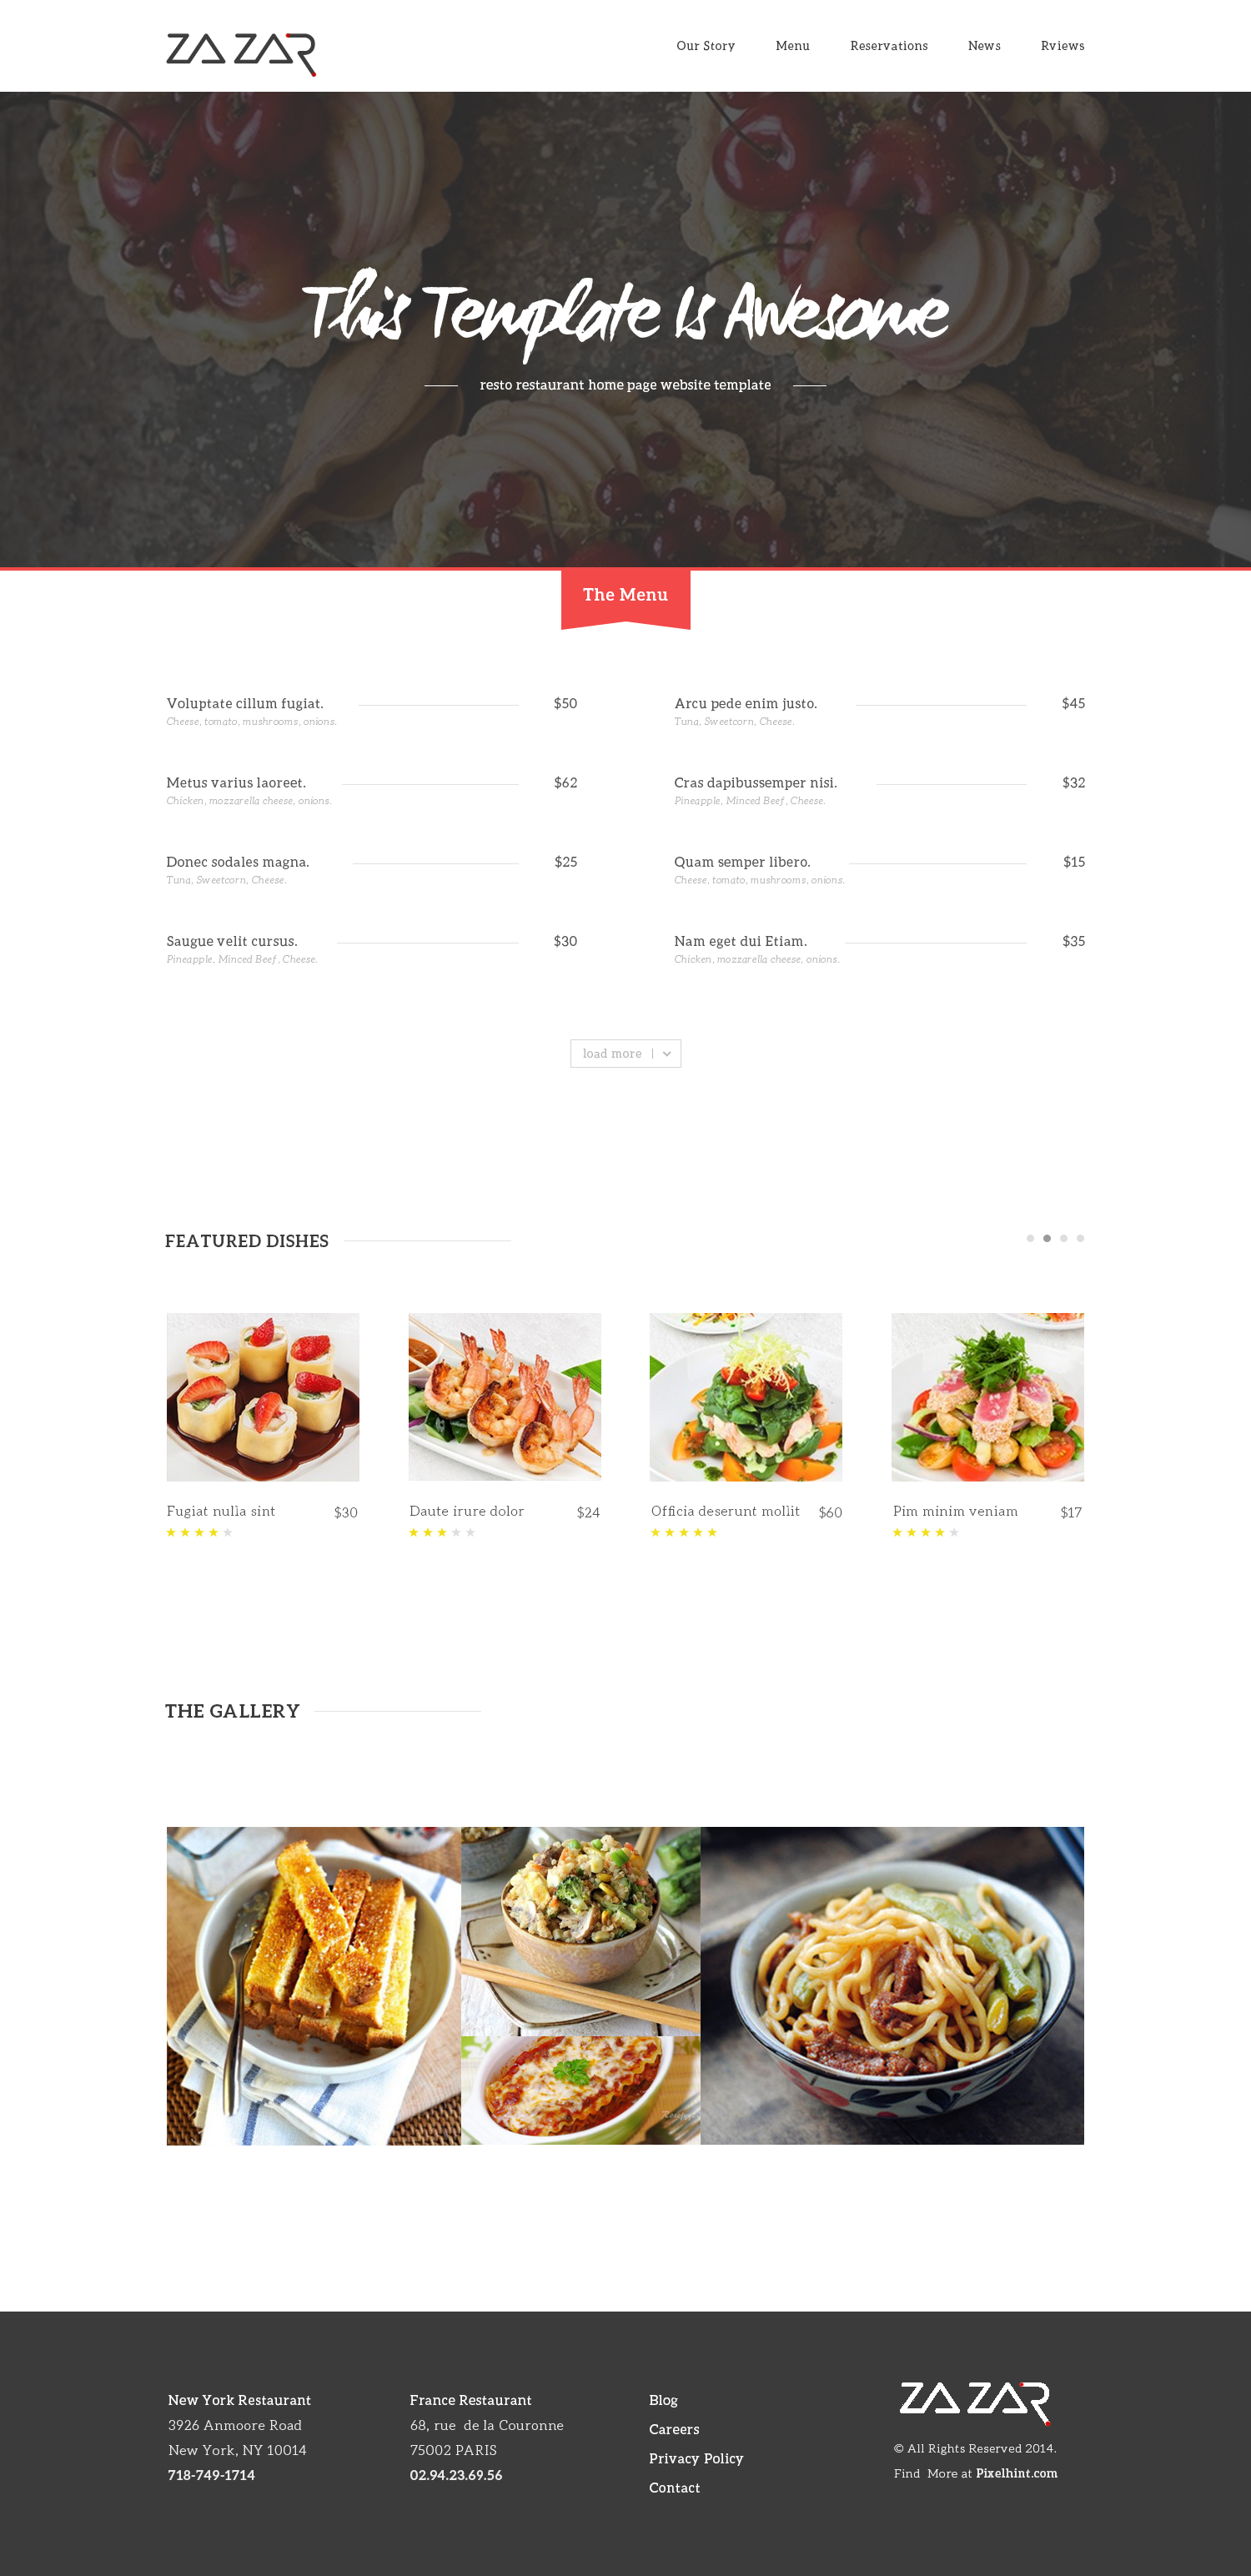 ZAZAR
Our Story Menu Reservations News Rviews
This Template Is Awesome
resto restaurant home page website template
The Menu
Voluptate cillum fugiat. $50
Cheese, tomato, mushrooms, onions.
Arcu pede enim justo. $45
Tuna, Sweetcorn, Cheese.
Metus varius laoreet. $62
Chicken, mozzarella cheese, onions.
Cras dapibussemper nisi. $32
Pineapple, Minced Beef, Cheese.
Donec sodales magna. $25
Tuna, Sweetcorn, Cheese.
Quam semper libero. $15
Cheese, tomato, mushrooms, onions.
Saugue velit cursus. $30
Pineapple, Minced Beef, Cheese.
Nam eget dui Etiam. $35
Chicken, mozzarella cheese, onions.
load more
FEATURED DISHES
Fugiat nulla sint $30
Daute irure dolor $24
Officia deserunt mollit $60
Pim minim veniam $17
THE GALLERY
New York Restaurant
3926 Anmoore Road
New York, NY 10014
718-749-1714
France Restaurant
68, rue de la Couronne
75002 PARIS
02.94.23.69.56
Blog
Careers
Privacy Policy
Contact
ZAZAR
© All Rights Reserved 2014.
Find More at Pixelhint.com